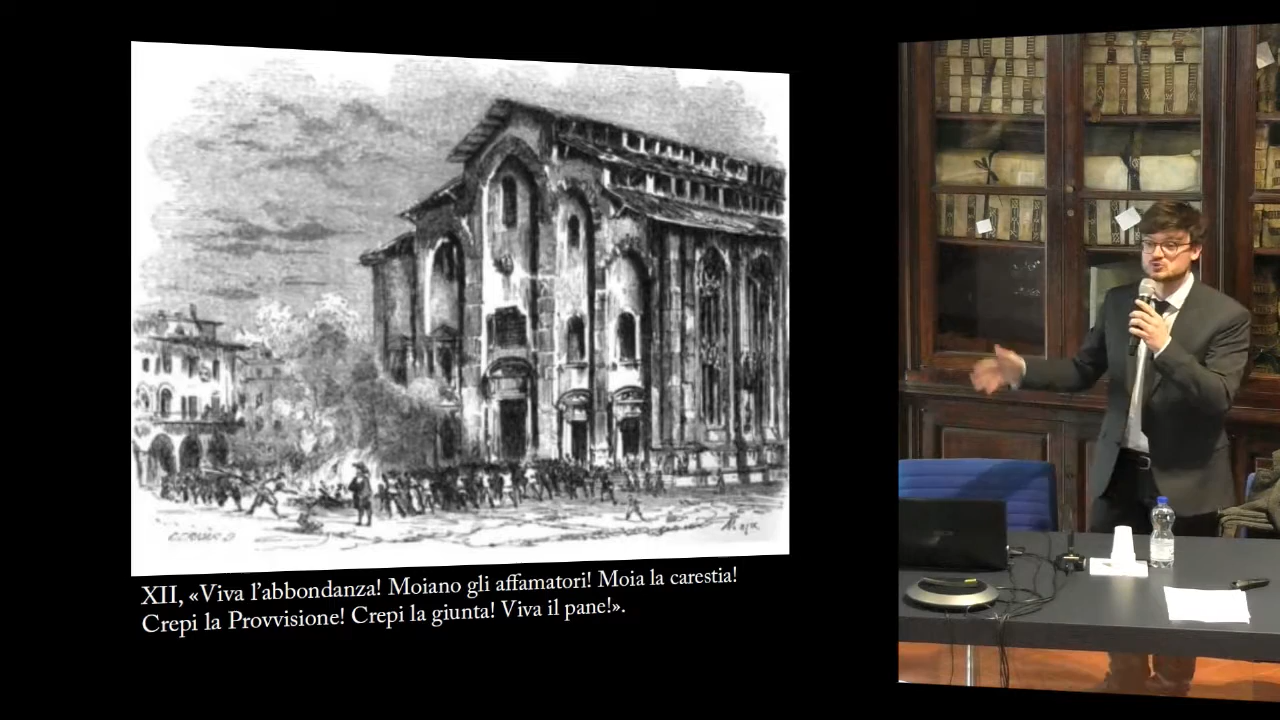 XII, «Viva l'abbondanza! Moiano gli affamatori! Moia la carestia!
Crepi la Provvisione! Crepi la giunta! Viva il pane!».